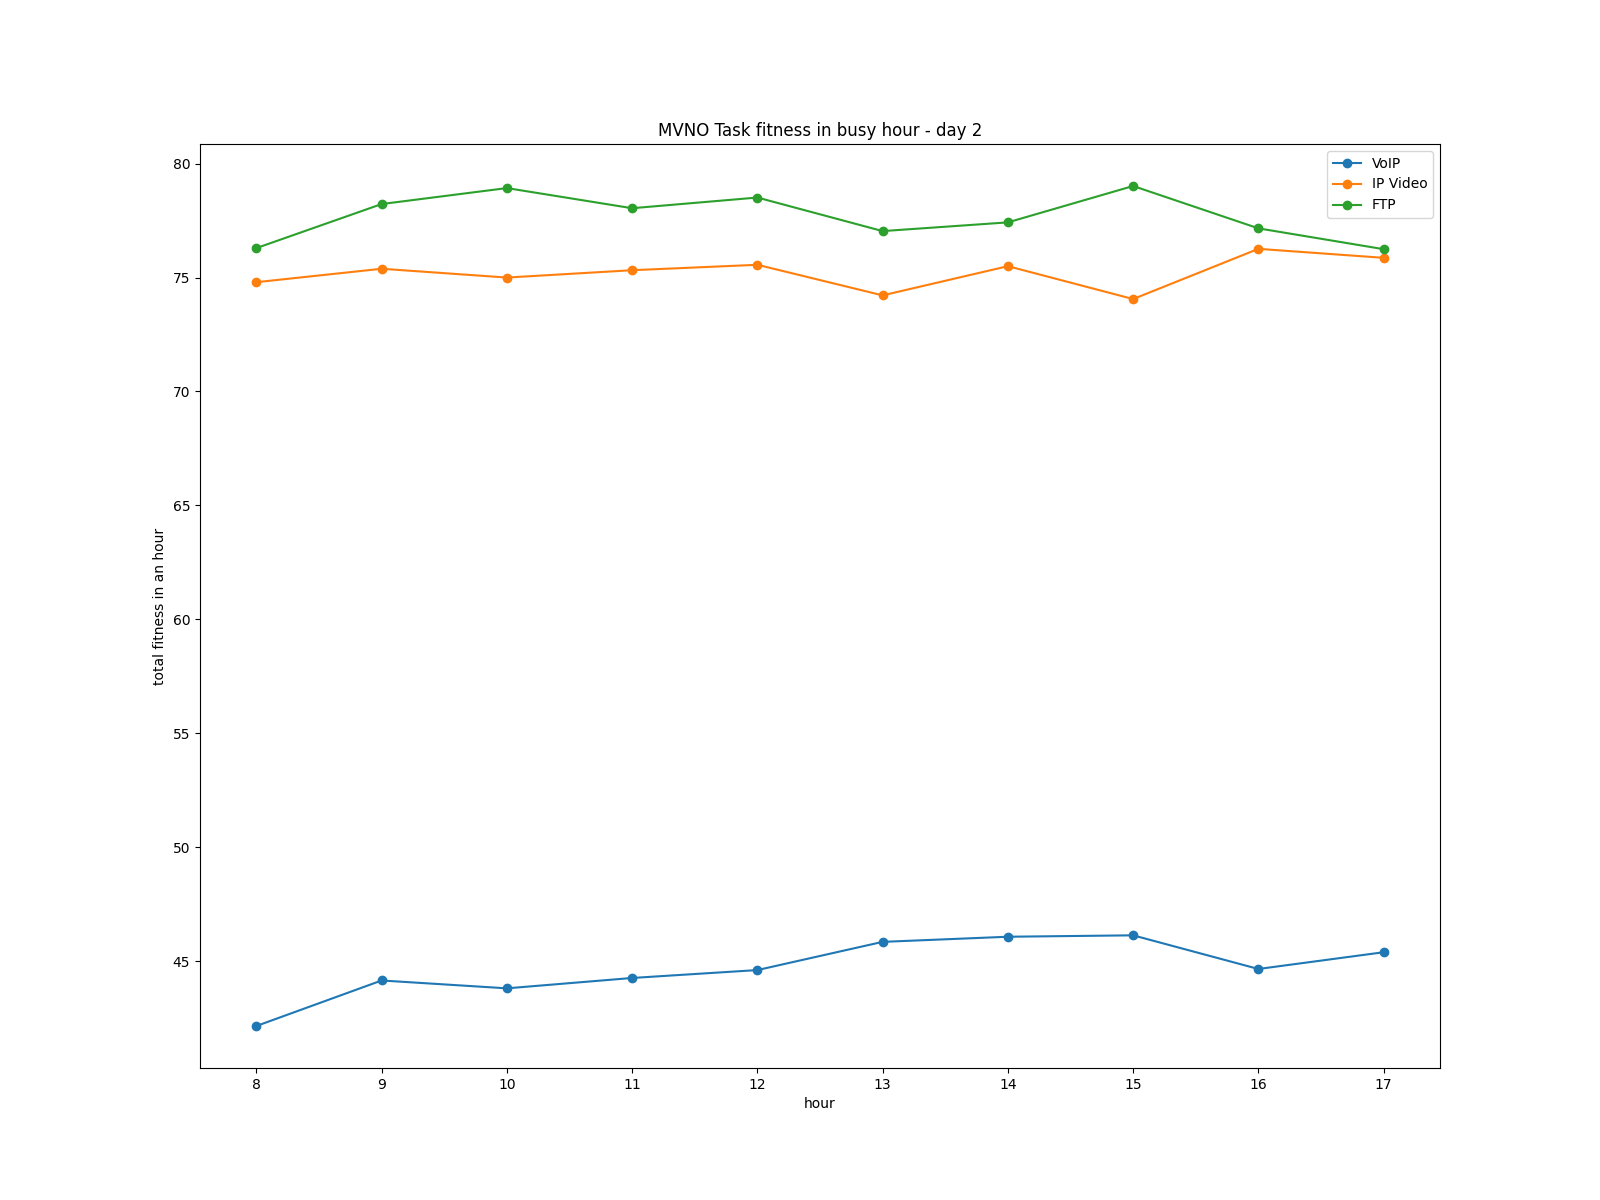 MVNO Task fitness in busy hour - day 2
VoIP
IP Video
FTP
80
75
70
65
60
55
50
45
total fitness in an hour
8 9 10 11 12 13 14 15 16 17
hour